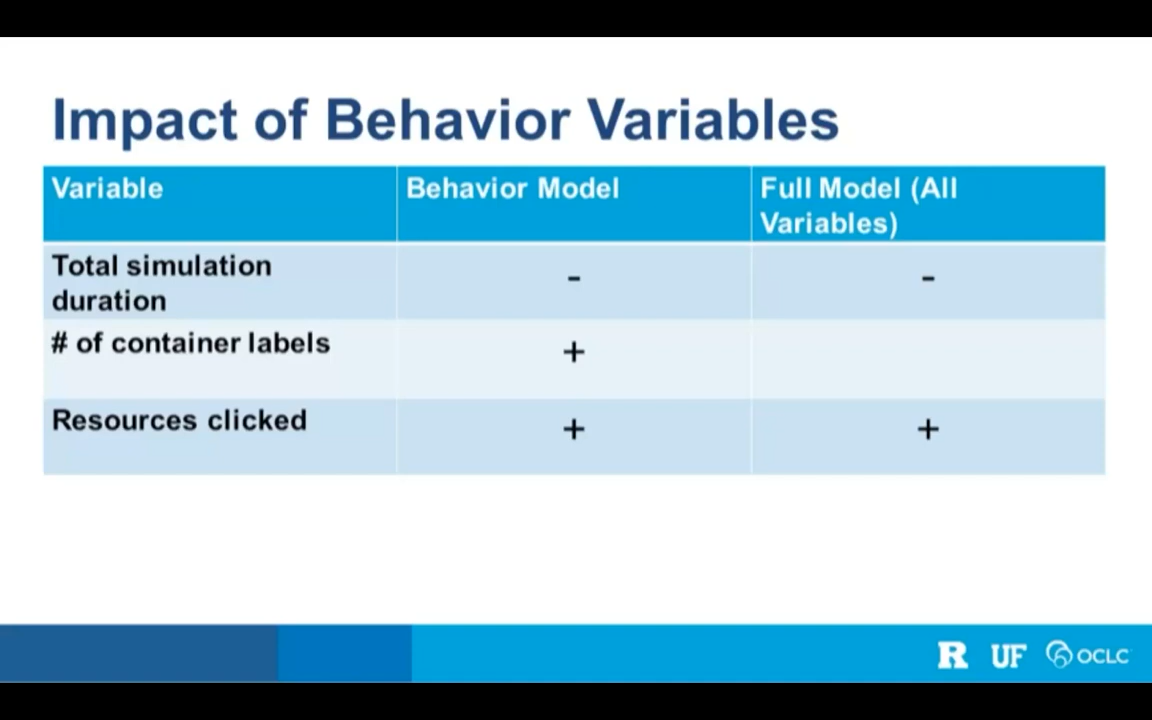 Impact of Behavior Variables
Variable Behavior Model Full Model (All
Variables)
Total simulation
duration - -
# of container labels +
Resources clicked + +
R UF OCLC